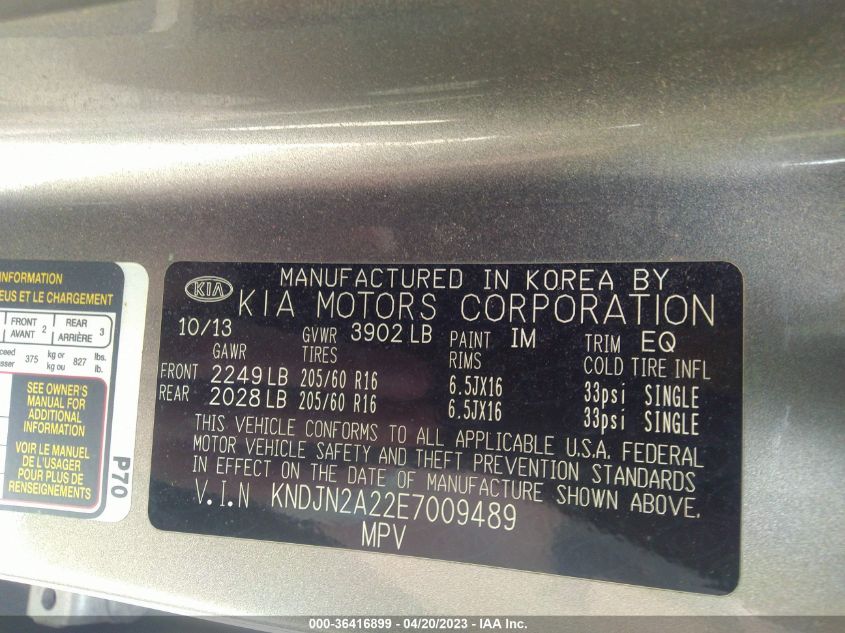 INFORMATION
EUS ET LE CHARGEMENT
FRONT AVANT 2 REAR ARRIÈRE 3
375 kg or kg ou 827 lbs. lb.
SEE OWNER'S
MANUAL FOR
ADDITIONAL
INFORMATION
VOIR LE MANUEL
DE L'USAGER
POUR PLUS DE
RENSEIGNEMENTS
P70
KIA
MANUFACTURED IN KOREA BY
KIA MOTORS CORPORATION
10/13 GVWR 3902 LB PAINT IM TRIM EQ
GAWR TIRES RIMS COLD TIRE INFL
FRONT 2249 LB 205/60 R16 6.5JX16 33psi SINGLE
REAR 2028 LB 205/60 R16 6.5JX16 33psi SINGLE
THIS VEHICLE CONFORMS TO ALL APPLICABLE U.S.A. FEDERAL
MOTOR VEHICLE SAFETY AND THEFT PREVENTION STANDARDS
IN EFFECT ON THE DATE OF MANUFACTURE SHOWN ABOVE.
V.I.N KNDJN2A22E7009489
MPV
000-36416899 - 04/20/2023 - IAA Inc.